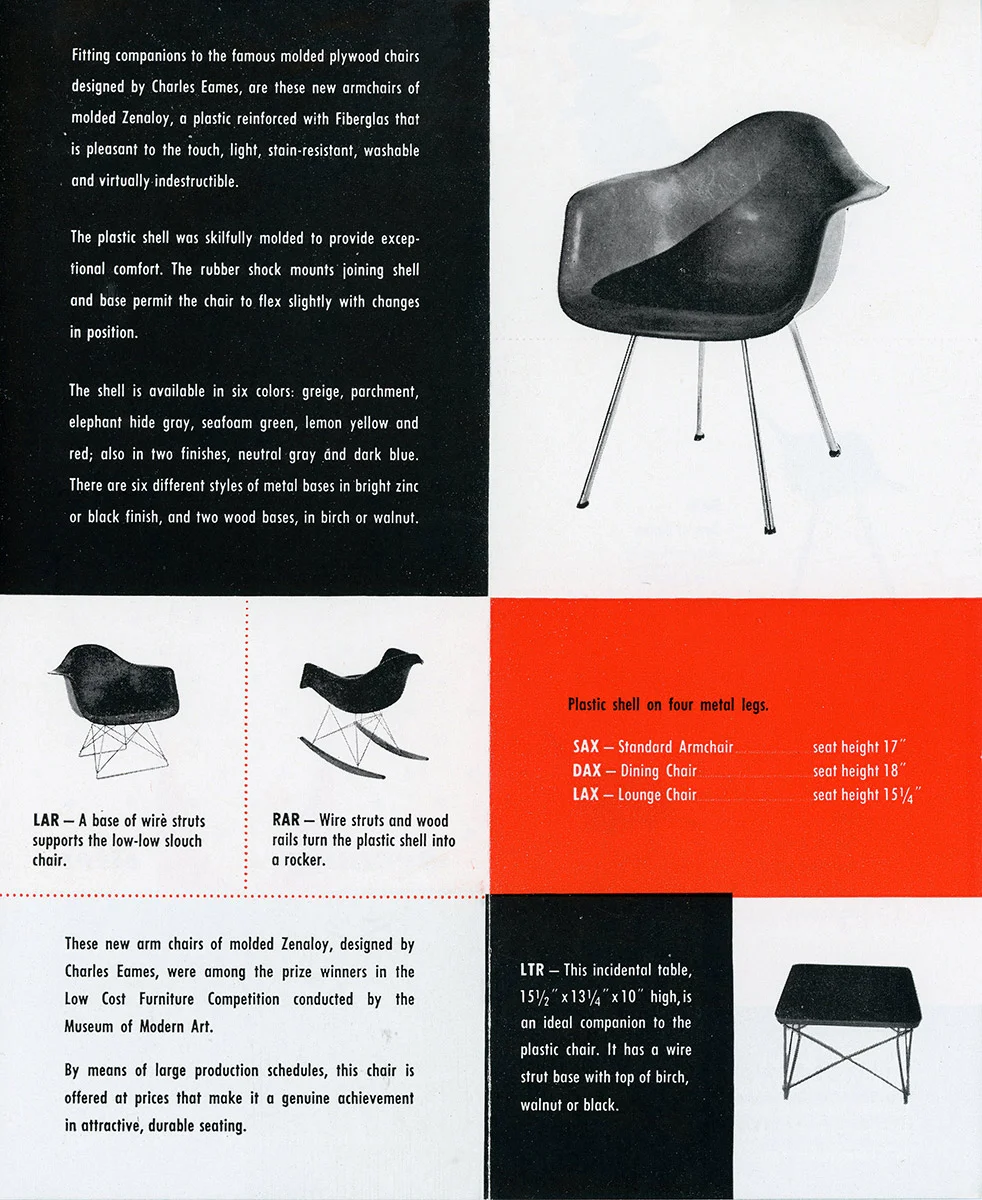 Fitting companions to the famous molded plywood chairs
designed by Charles Eames, are these new armchairs of
molded Zenaloy, a plastic reinforced with Fiberglas that
is pleasant to the touch, light, stain-resistant, washable
and virtually indestructible.
The plastic shell was skilfully molded to provide excep-
tional comfort. The rubber shock mounts joining shell
and base permit the chair to flex slightly with changes
in position.
The shell is available in six colors: greige, parchment,
elephant hide gray, seafoam green, lemon yellow and
red; also in two finishes, neutral gray and dark blue.
There are six different styles of metal bases in bright zinc
or black finish, and two wood bases, in birch or walnut.
LAR — A base of wire struts
supports the low-low slouch
chair.
RAR — Wire struts and wood
rails turn the plastic shell into
a rocker.
Plastic shell on four metal legs.
SAX — Standard Armchair seat height 17"
DAX — Dining Chair seat height 18"
LAX — Lounge Chair seat height 15¼"
These new arm chairs of molded Zenaloy, designed by
Charles Eames, were among the prize winners in the
Low Cost Furniture Competition conducted by the
Museum of Modern Art.
By means of large production schedules, this chair is
offered at prices that make it a genuine achievement
in attractive, durable seating.
LTR — This incidental table,
15½" x 13¼" x 10" high, is
an ideal companion to the
plastic chair. It has a wire
strut base with top of birch,
walnut or black.